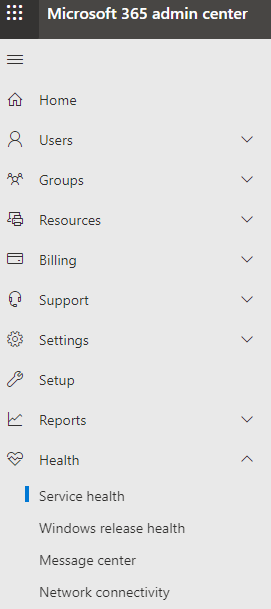 Microsoft 365 admin center
Home
Users
Groups
Resources
Billing
Support
Settings
Setup
Reports
Health
Service health
Windows release health
Message center
Network connectivity